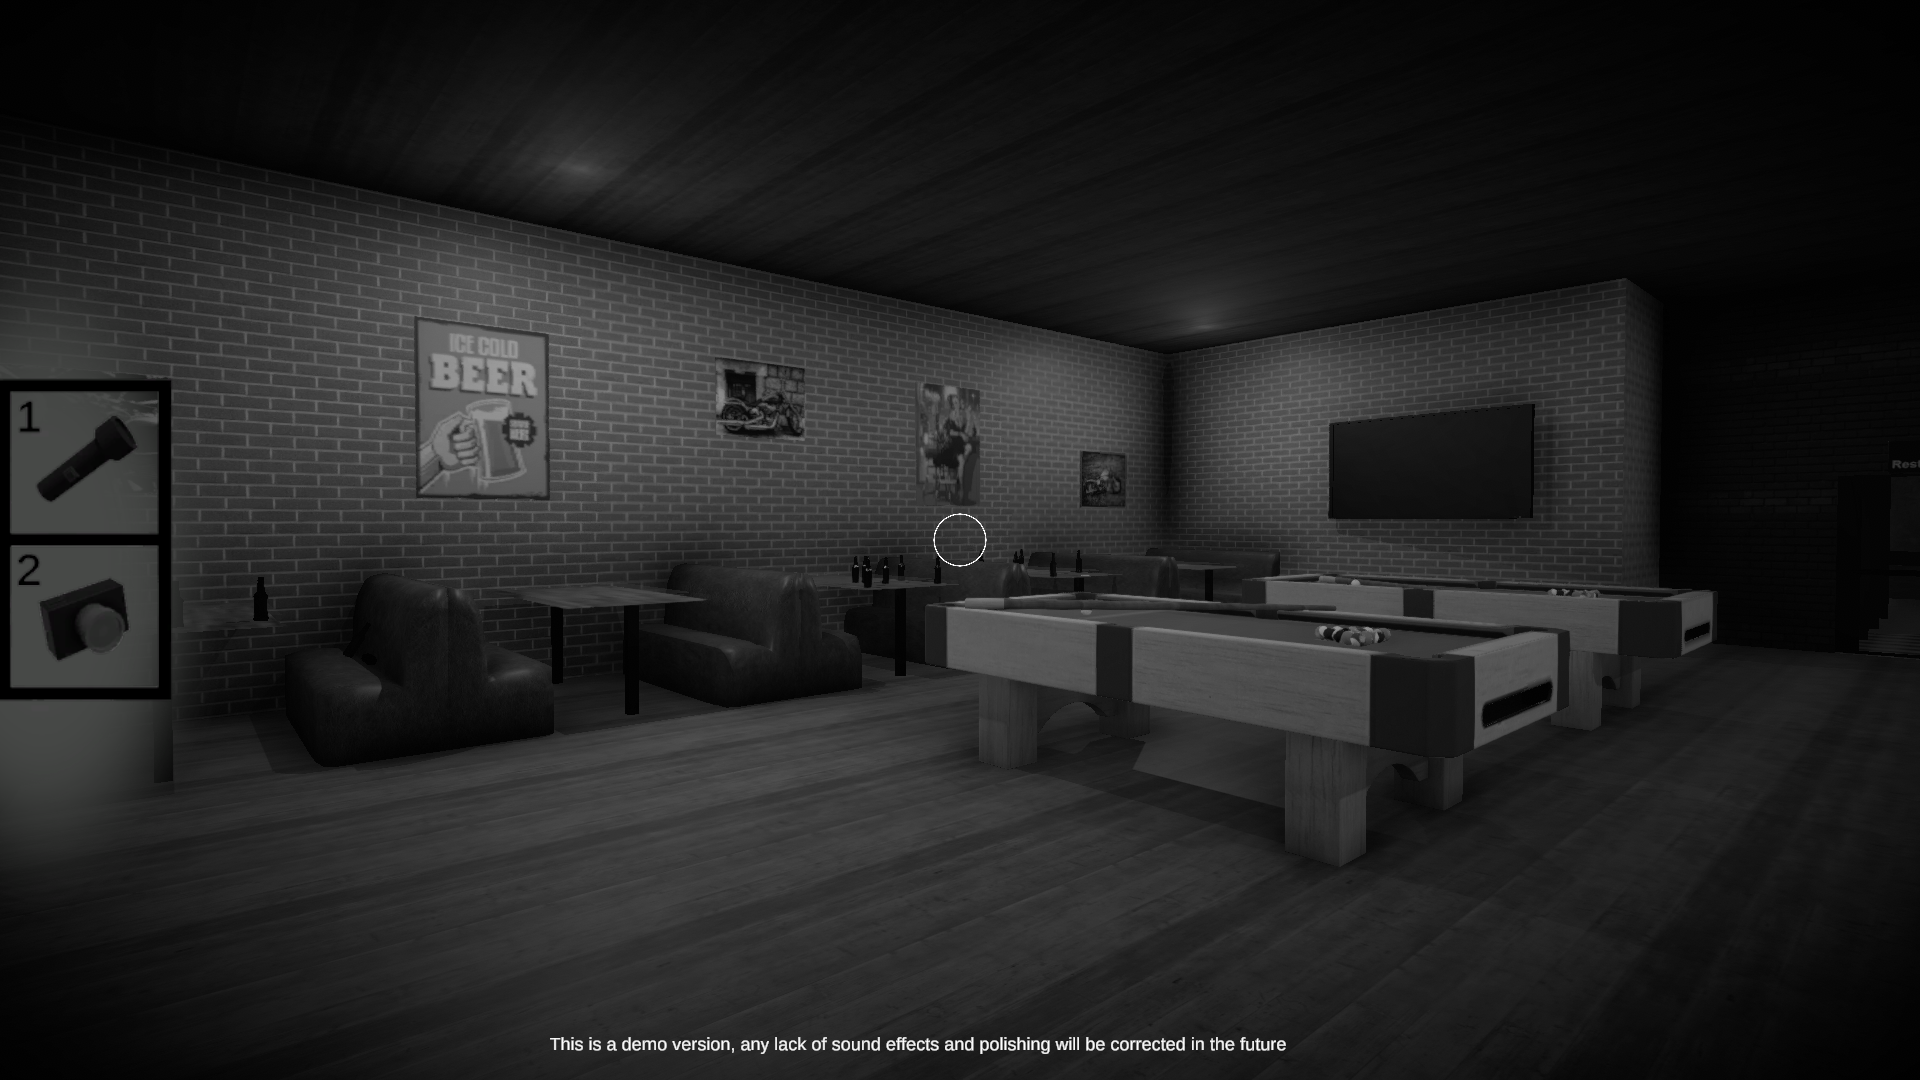 ICE COLD
BEER
1
Rest
2
This is a demo version, any lack of sound effects and polishing will be corrected in the future